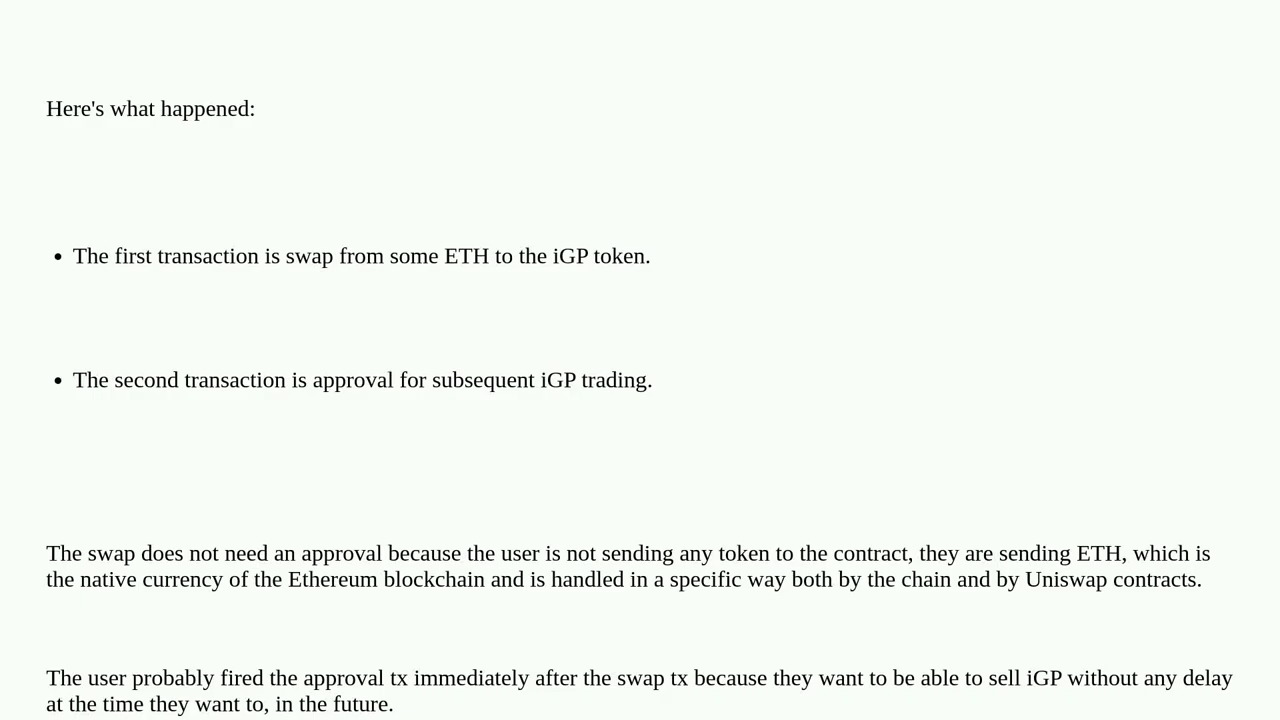 Here's what happened:
The first transaction is swap from some ETH to the iGP token.
The second transaction is approval for subsequent iGP trading.
The swap does not need an approval because the user is not sending any token to the contract, they are sending ETH, which is
the native currency of the Ethereum blockchain and is handled in a specific way both by the chain and by Uniswap contracts.
The user probably fired the approval tx immediately after the swap tx because they want to be able to sell iGP without any delay
at the time they want to, in the future.